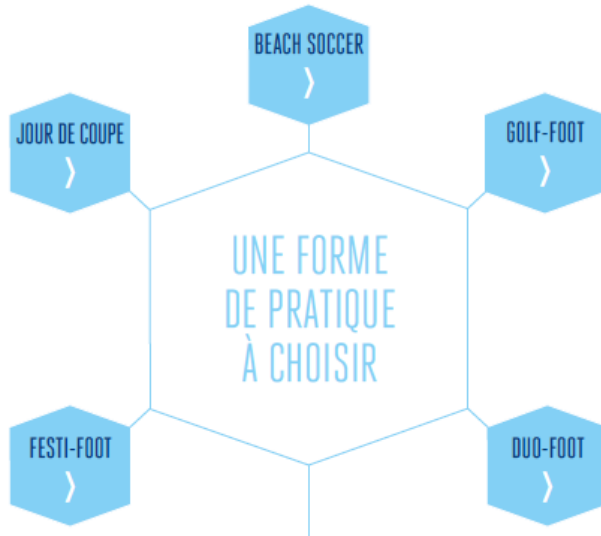 BEACH SOCCER
JOUR DE COUPE
GOLF-FOOT
UNE FORME
DE PRATIQUE
À CHOISIR
FESTI-FOOT
DUO-FOOT